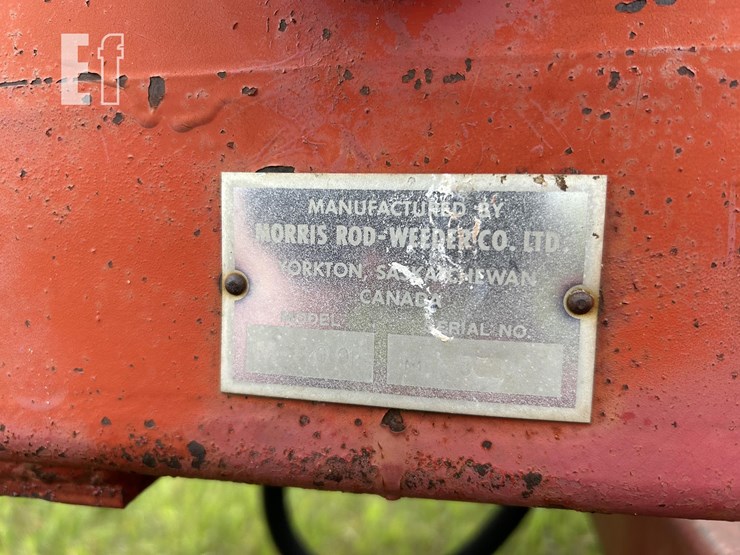 Ef
MANUFACTURED BY
MORRIS ROD-WEEDER CO. LTD.
YORKTON, SASKATCHEWAN
CANADA
MODEL SERIAL NO.